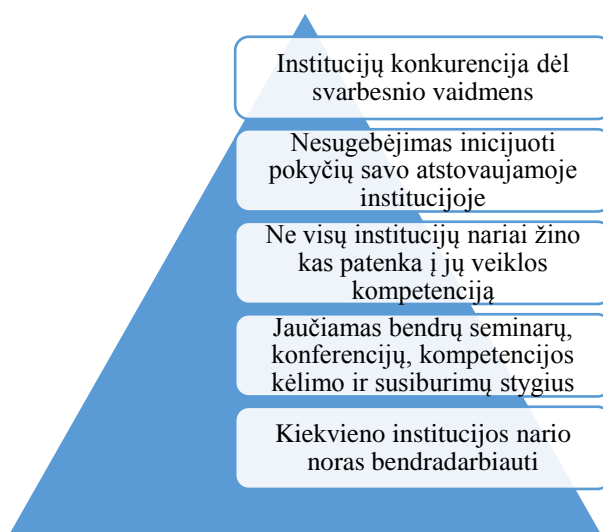 Institucijų konkurencija dėl
svarbesnio vaidmens
Nesugebėjimas inicijuoti
pokyčių savo atstovaujamoje
institucijoje
Ne visų institucijų nariai žino
kas patenka į jų veiklos
kompetenciją
Jaučiamas bendrų seminarų,
konferencijų, kompetencijos
kėlimo ir susiburimų stygius
Kiekvieno institucijos nario
noras bendradarbiauti